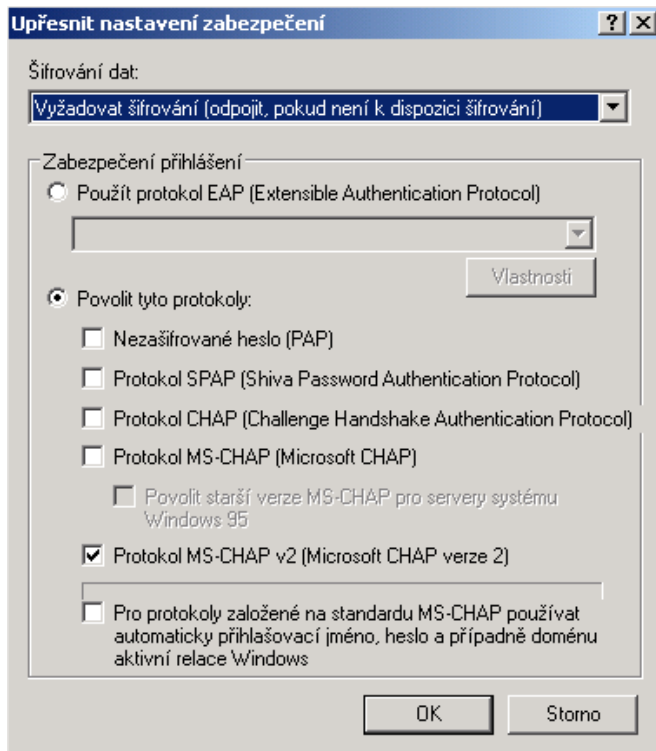 Upřesnit nastavení zabezpečení
Šifrování dat:
Vyžadovat šifrování (odpojit, pokud není k dispozici šifrování)
Zabezpečení přihlášení
Použít protokol EAP (Extensible Authentication Protocol)
Vlastnosti
Povolit tyto protokoly:
Nezašifrované heslo (PAP)
Protokol SPAP (Shiva Password Authentication Protocol)
Protokol CHAP (Challenge Handshake Authentication Protocol)
Protokol MS-CHAP (Microsoft CHAP)
Povolit starší verze MS-CHAP pro servery systému
Windows 95
Protokol MS-CHAP v2 (Microsoft CHAP verze 2)
Pro protokoly založené na standardu MS-CHAP používat
automaticky přihlašovací jméno, heslo a případně doménu
aktivní relace Windows
OK
Storno